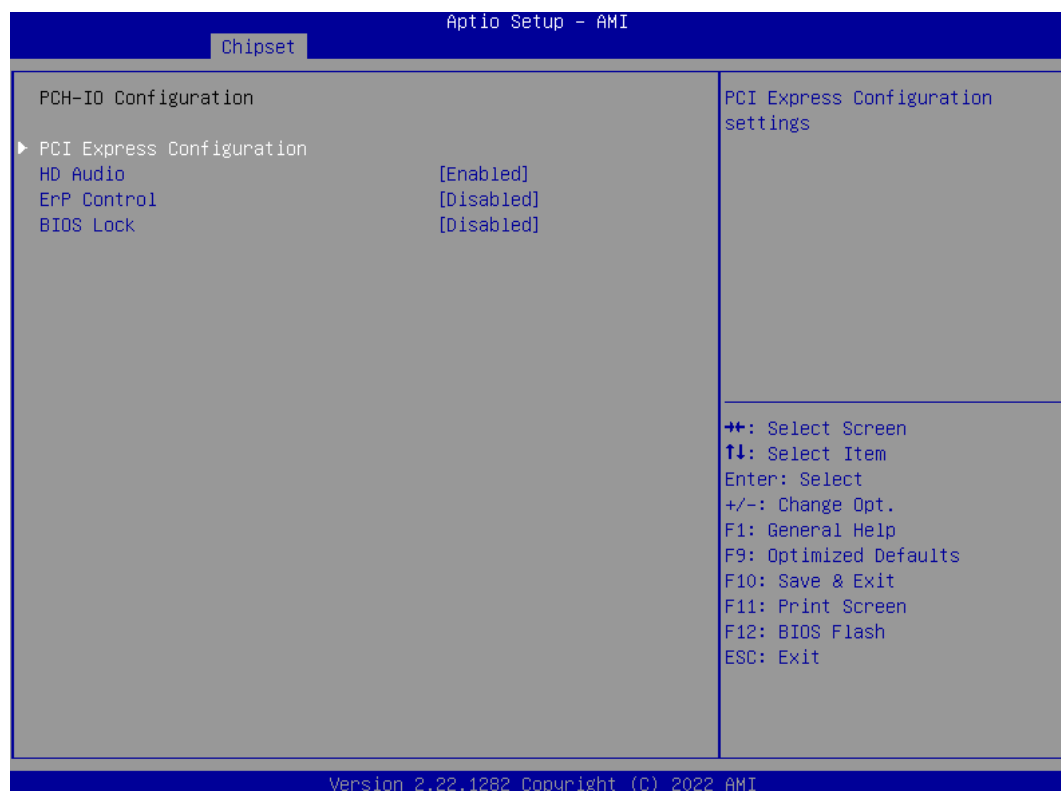 Aptio Setup – AMI
Chipset
PCH-IO Configuration
PCI Express Configuration
HD Audio [Enabled]
ErP Control [Disabled]
BIOS Lock [Disabled]
PCI Express Configuration
settings
→←: Select Screen
↑↓: Select Item
Enter: Select
+/-: Change Opt.
F1: General Help
F9: Optimized Defaults
F10: Save & Exit
F11: Print Screen
F12: BIOS Flash
ESC: Exit
Version 2.22.1282 Copyright (C) 2022 AMI